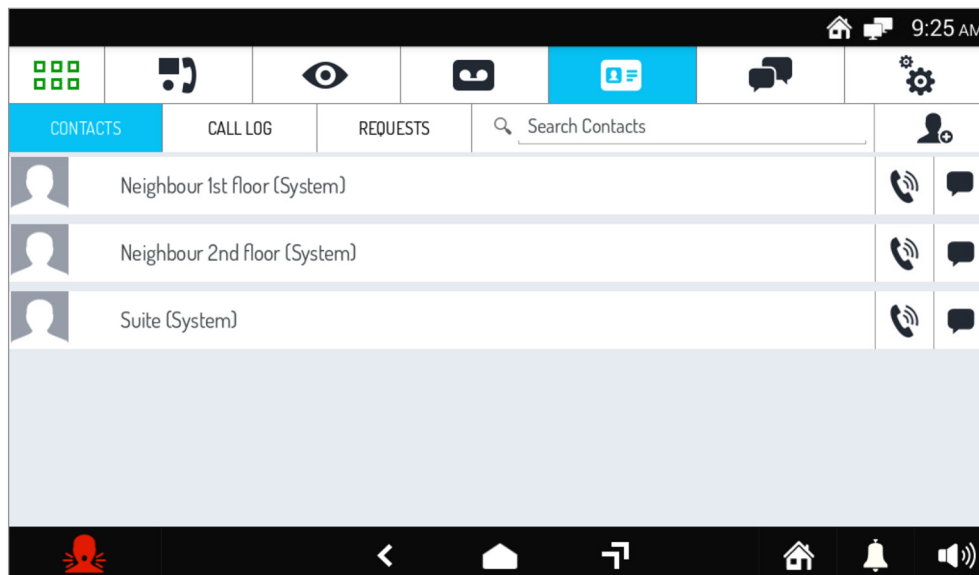 9:25 AM
CONTACTS CALL LOG REQUESTS Search Contacts
Neighbour 1st floor (System)
Neighbour 2nd floor (System)
Suite (System)